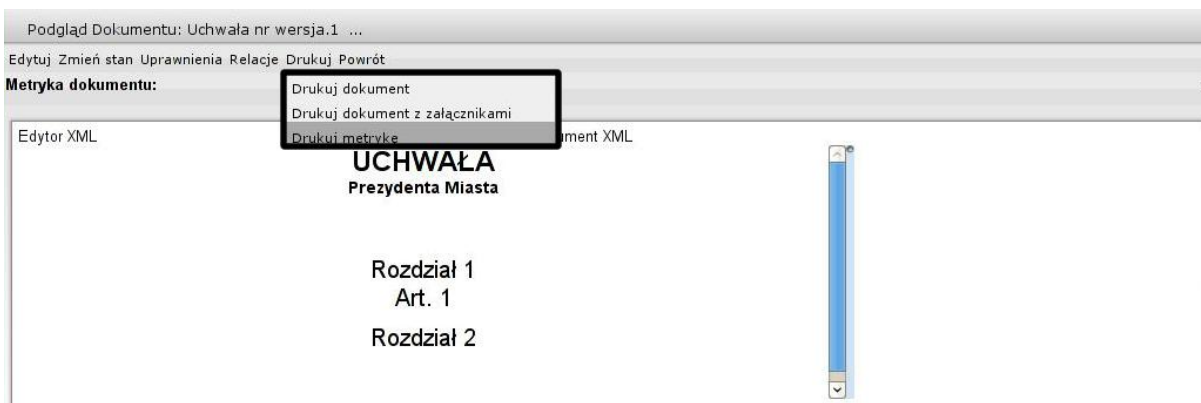 Podgląd Dokumentu: Uchwała nr wersja.1 ...
Edytuj Zmień stan Uprawnienia Relacje Drukuj Powrót
Metryka dokumentu:
Drukuj dokument
Drukuj dokument z załącznikami
Drukuj metrykę
Edytor XML
ument XML
UCHWAŁA
Prezydenta Miasta
Rozdział 1
Art. 1
Rozdział 2